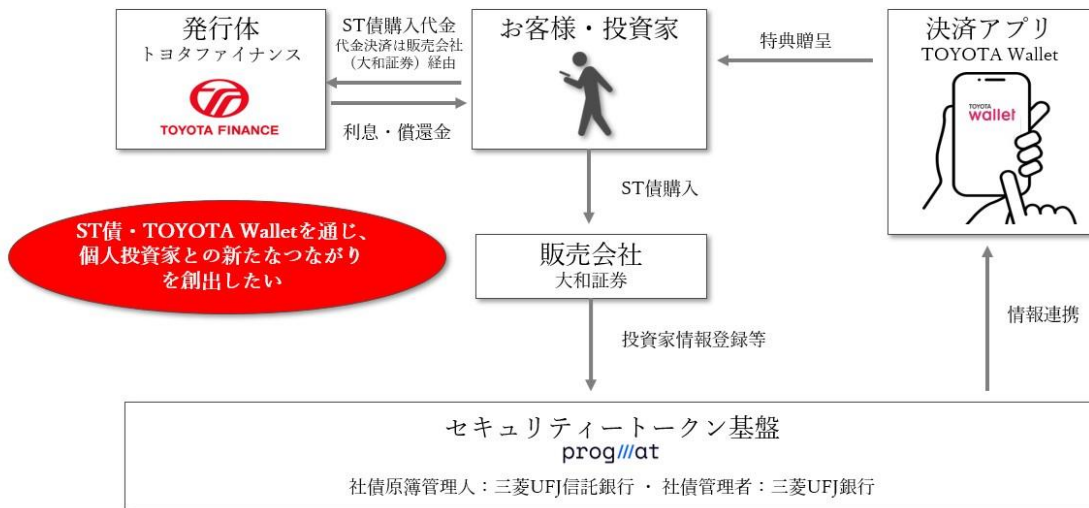 発行体
トヨタファイナンス
TOYOTA FINANCE
ST債購入代金
代金決済は販売会社
（大和証券）経由
利息・償還金
お客様・投資家
特典贈呈
決済アプリ
TOYOTA Wallet
TOYOTA
wallet
ST債購入
ST債・TOYOTA Walletを通じ、
個人投資家との新たなつながり
を創出したい
販売会社
大和証券
投資家情報登録等
情報連携
セキュリティートークン基盤
progmat
社債原簿管理人：三菱UFJ信託銀行 ・ 社債管理者：三菱UFJ銀行